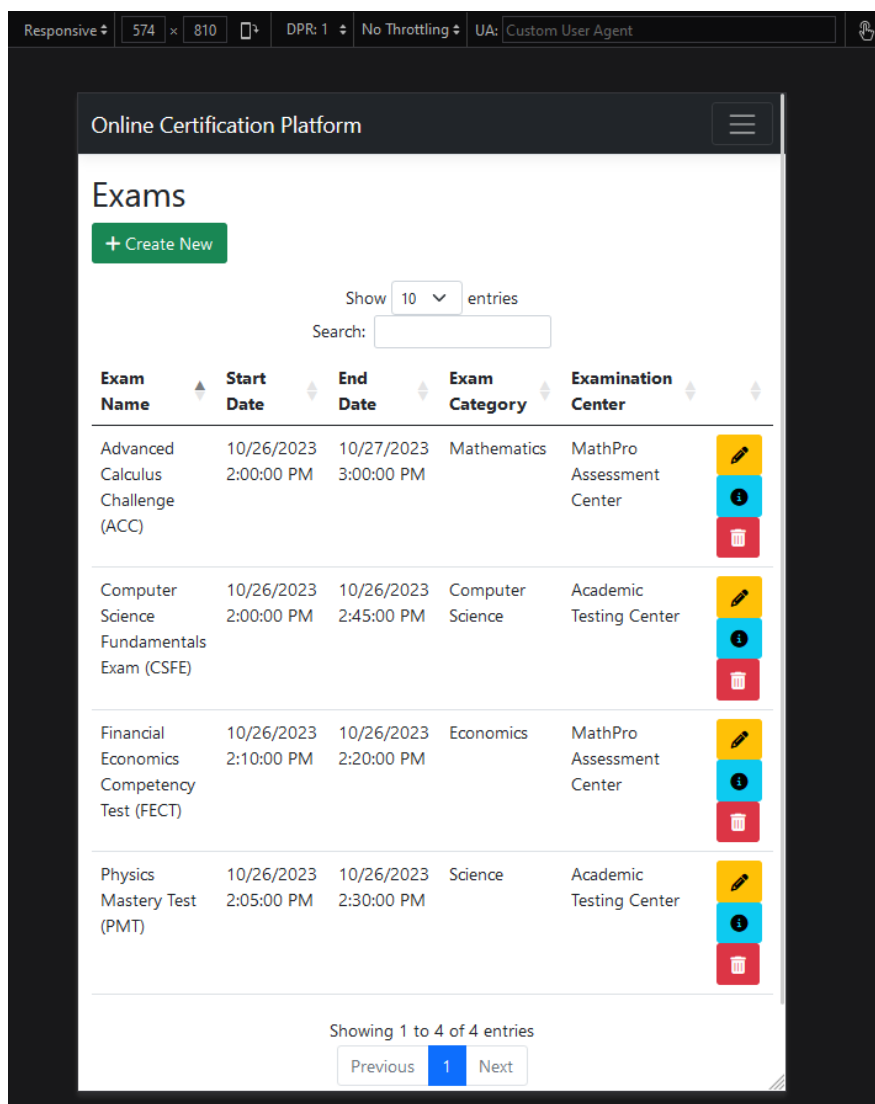 Responsive 574 × 810 DPR: 1 No Throttling UA: Custom User Agent
Online Certification Platform
Exams
Create New
Show 10 entries
Search:
Exam Name Start Date End Date Exam Category Examination Center
Advanced Calculus Challenge (ACC) 10/26/2023 2:00:00 PM 10/27/2023 3:00:00 PM Mathematics MathPro Assessment Center
Computer Science Fundamentals Exam (CSFE) 10/26/2023 2:00:00 PM 10/26/2023 2:45:00 PM Computer Science Academic Testing Center
Financial Economics Competency Test (FECT) 10/26/2023 2:10:00 PM 10/26/2023 2:20:00 PM Economics MathPro Assessment Center
Physics Mastery Test (PMT) 10/26/2023 2:05:00 PM 10/26/2023 2:30:00 PM Science Academic Testing Center
Showing 1 to 4 of 4 entries
Previous 1 Next